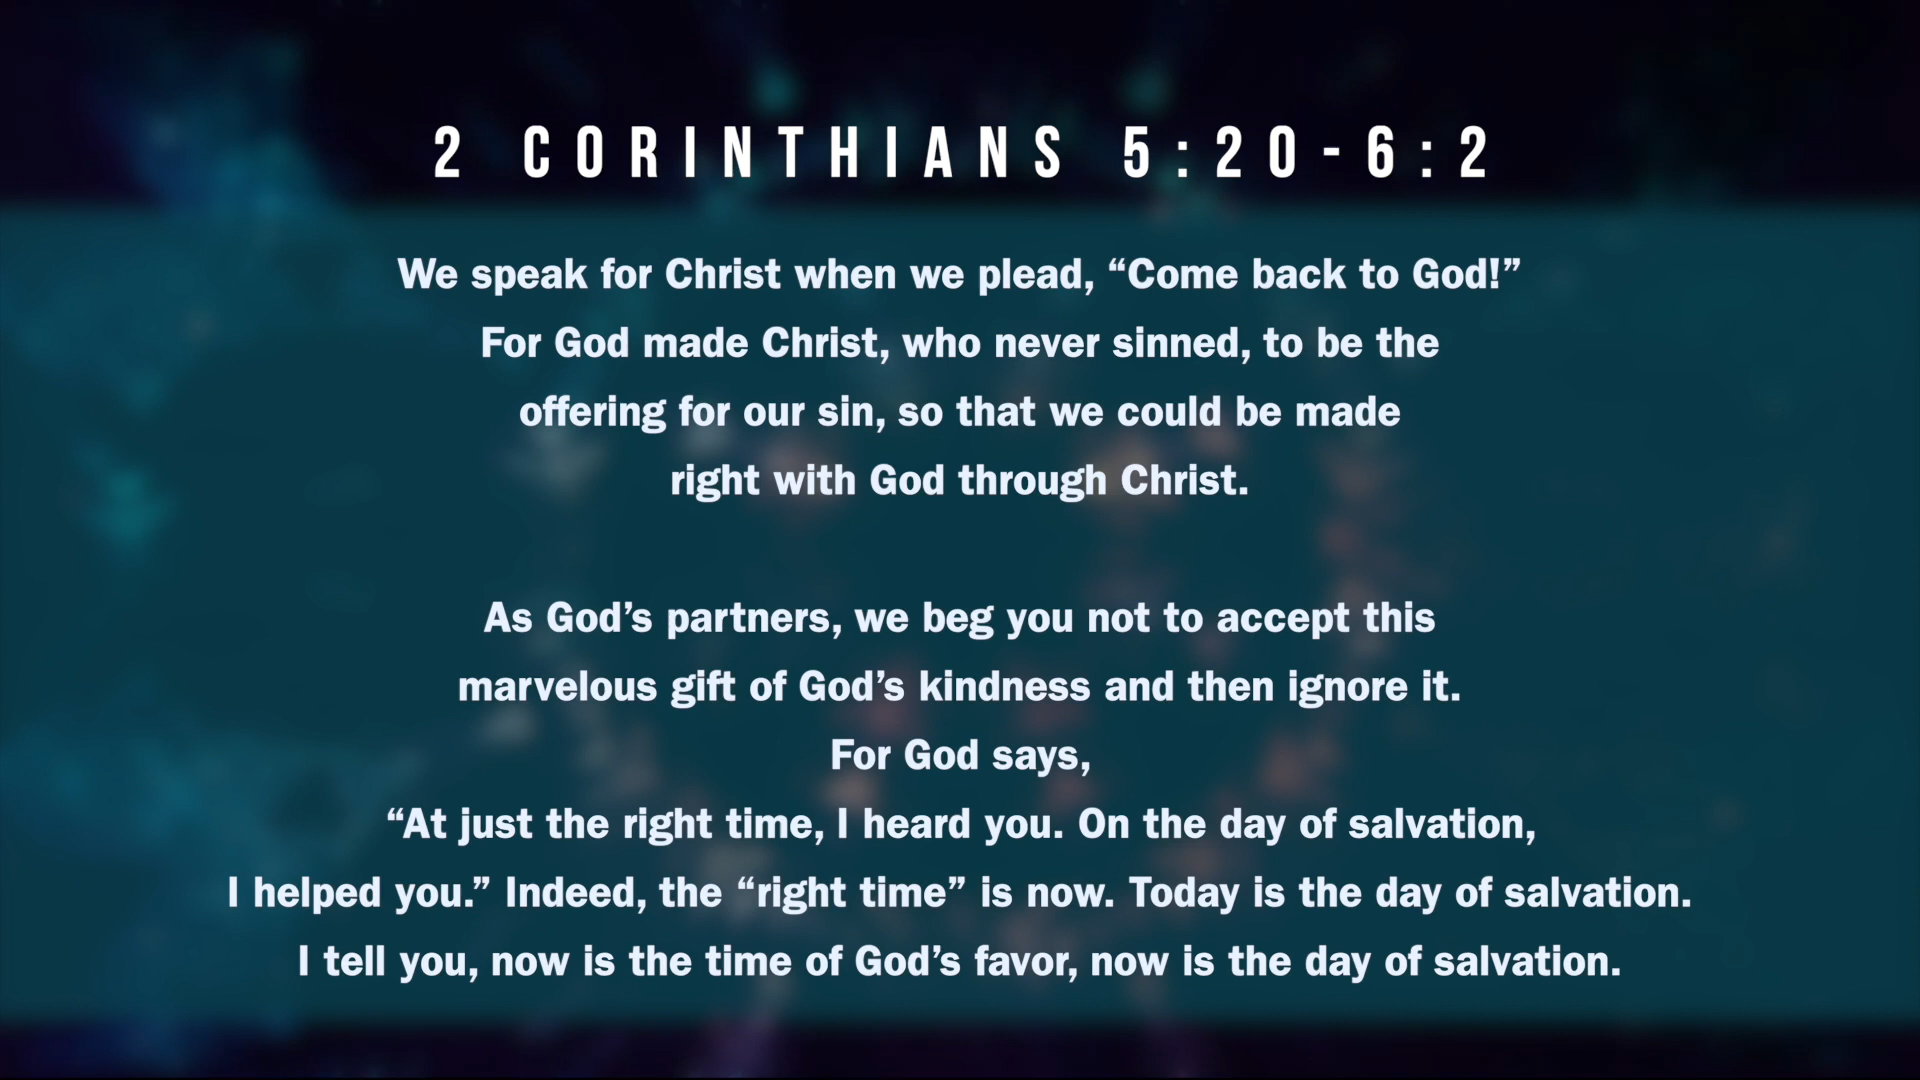 2 CORINTHIANS 5:20-6:2
We speak for Christ when we plead, “Come back to God!”
For God made Christ, who never sinned, to be the
offering for our sin, so that we could be made
right with God through Christ.
As God’s partners, we beg you not to accept this
marvelous gift of God’s kindness and then ignore it.
For God says,
“At just the right time, I heard you. On the day of salvation,
I helped you.” Indeed, the “right time” is now. Today is the day of salvation.
I tell you, now is the time of God’s favor, now is the day of salvation.